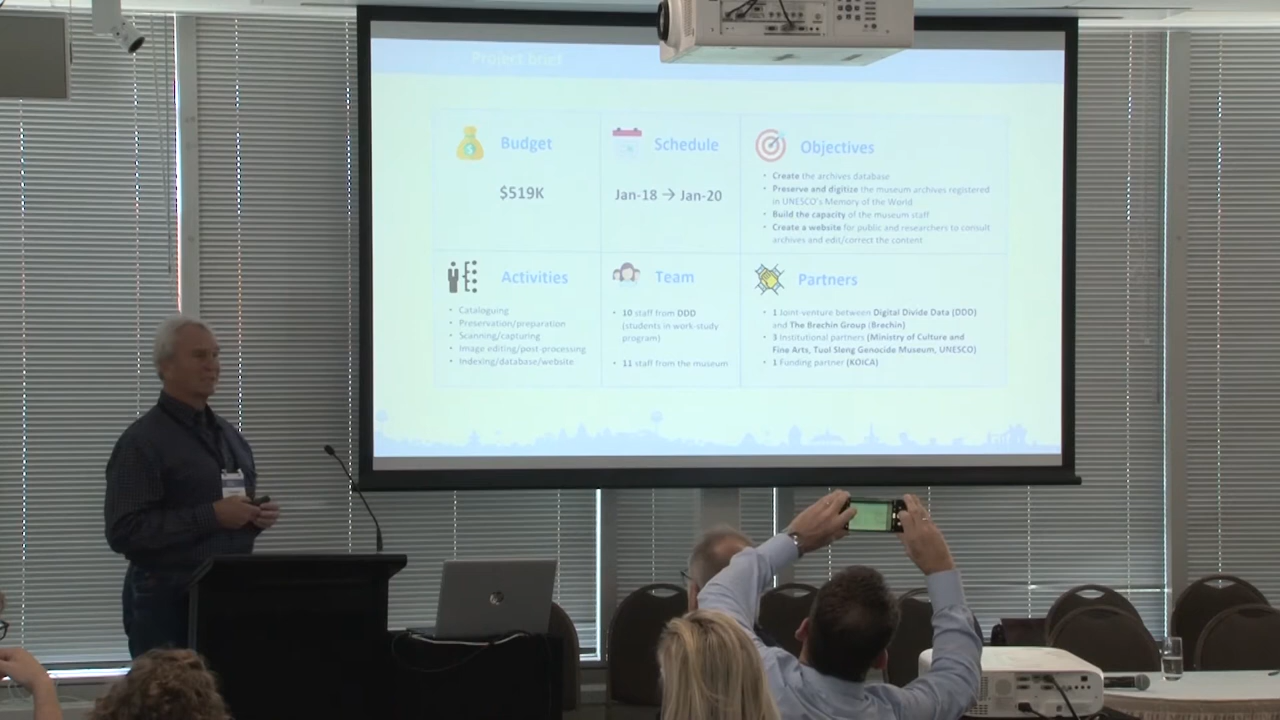 Project brief
Budget
$519K
Schedule
Jan-18 → Jan-20
Objectives
• Create the archives database
• Preserve and digitize the museum archives registered
in UNESCO's Memory of the World
• Build the capacity of the museum staff
• Create a website for public and researchers to consult
archives and edit/correct the content
Activities
• Cataloguing
• Preservation/preparation
• Scanning/capturing
• Image editing/post-processing
• Indexing/database/website
Team
• 10 staff from DDD
(students in work-study
program)
• 11 staff from the museum
Partners
• 1 Joint-venture between Digital Divide Data (DDD)
and The Brechin Group (Brechin)
• 3 Institutional partners (Ministry of Culture and
Fine Arts, Tuol Sleng Genocide Museum, UNESCO)
• 1 Funding partner (KOICA)